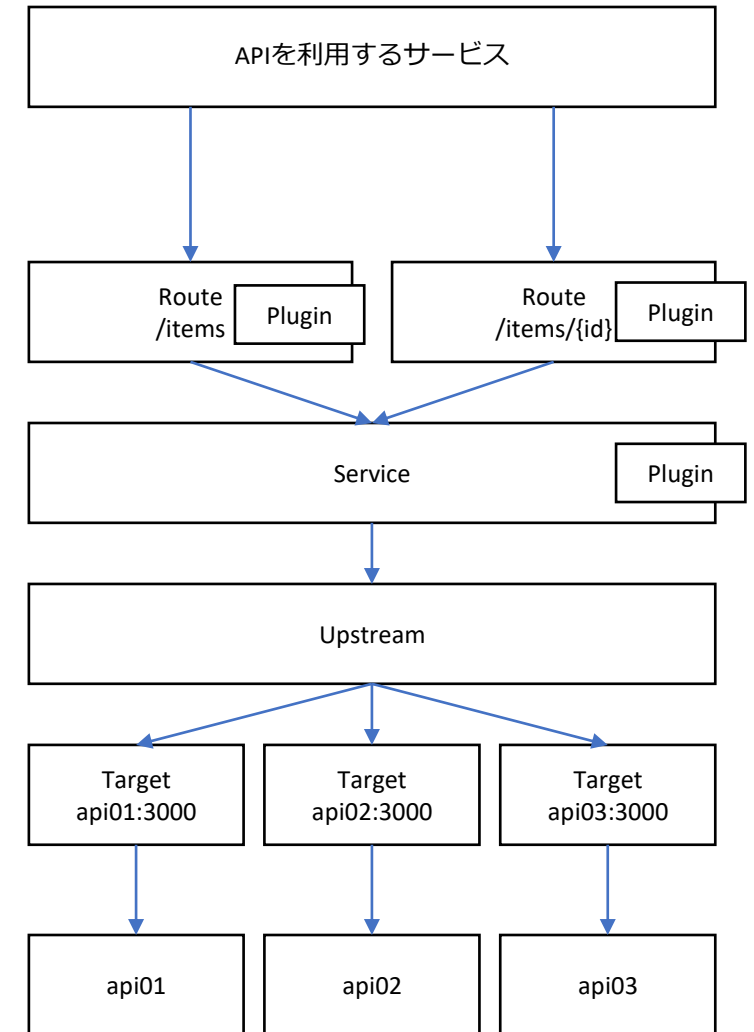 APIを利用するサービス
Route
/items
Plugin
Route
/items/{id}
Plugin
Service
Plugin
Upstream
Target
api01:3000
Target
api02:3000
Target
api03:3000
api01
api02
api03